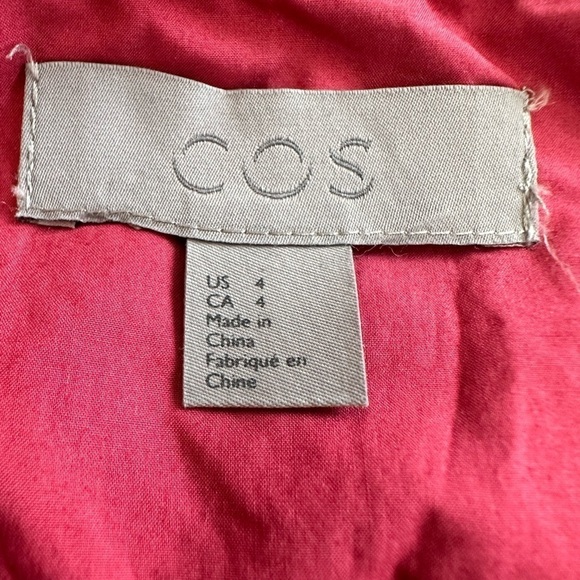 COS
US 4
CA 4
Made in
China
Fabriqué en
Chine